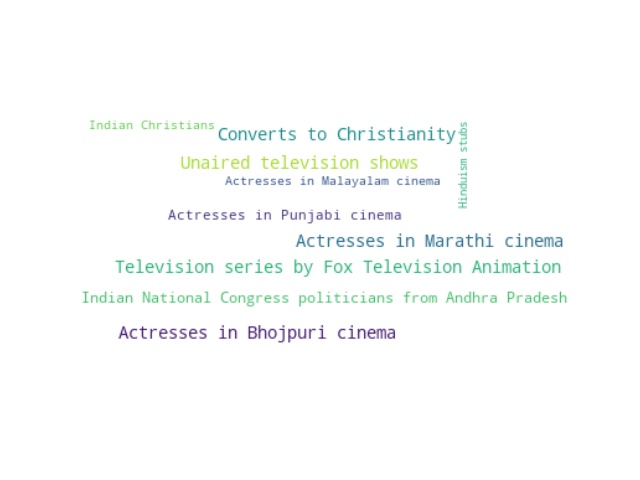 Indian Christians
Converts to Christianity
Hinduism stubs
Unaired television shows
Actresses in Malayalam cinema
Actresses in Punjabi cinema
Actresses in Marathi cinema
Television series by Fox Television Animation
Indian National Congress politicians from Andhra Pradesh
Actresses in Bhojpuri cinema